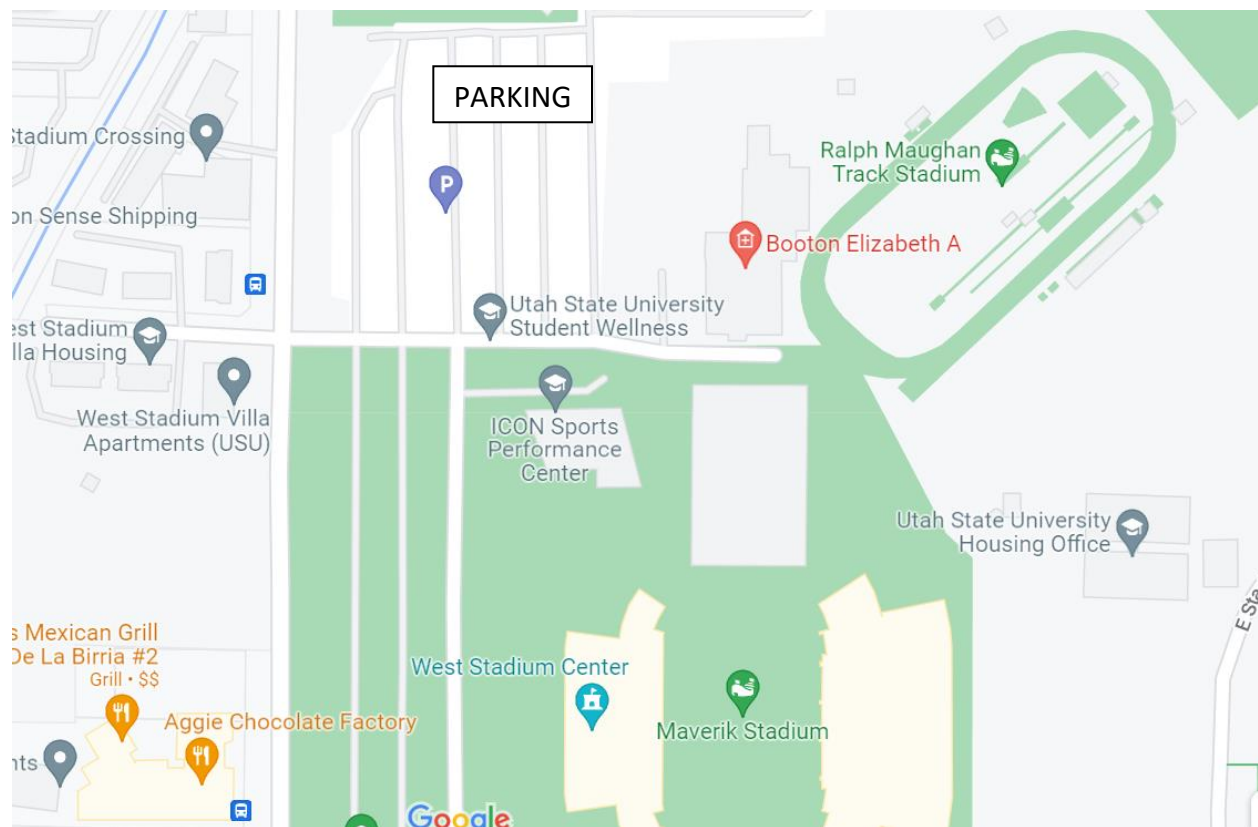 PARKING
Stadium Crossing
Ralph Maughan
Track Stadium
P
on Sense Shipping
Booton Elizabeth A
Utah State University
Student Wellness
est Stadium
lla Housing
West Stadium Villa
Apartments (USU)
ICON Sports
Performance
Center
Utah State University
Housing Office
E Sta
s Mexican Grill
De La Birria #2
Grill • $$
West Stadium Center
Aggie Chocolate Factory
Maverik Stadium
nts
Google